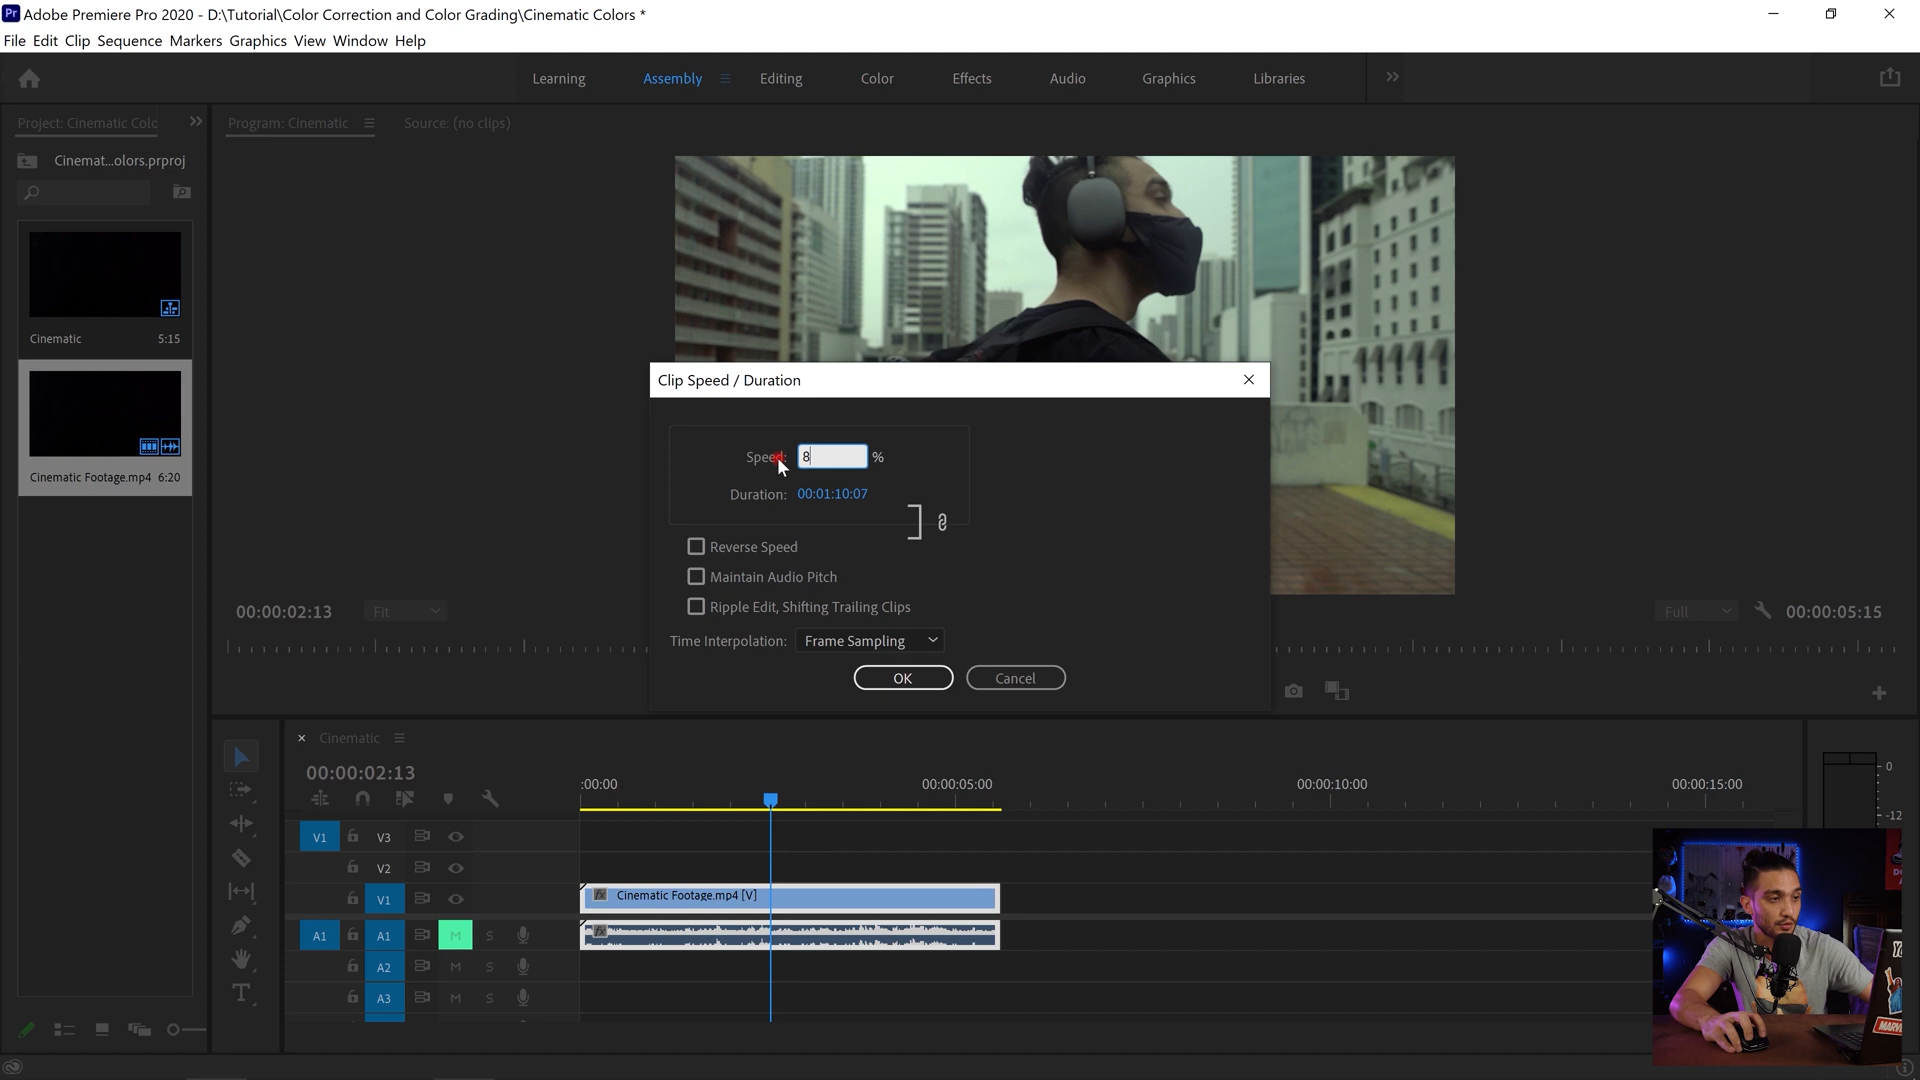 Pr Adobe Premiere Pro 2020 - D:\Tutorial\Color Correction and Color Grading\Cinematic Colors *
File Edit Clip Sequence Markers Graphics View Window Help
Learning Assembly Editing Color Effects Audio Graphics Libraries
Project: Cinematic Colo
Program: Cinematic
Source: (no clips)
Cinemat...olors.prproj
Cinematic 5:15
Cinematic Footage.mp4 6:20
Clip Speed / Duration
Speed: 8 %
Duration: 00:01:10:07
Reverse Speed
Maintain Audio Pitch
Ripple Edit, Shifting Trailing Clips
Time Interpolation: Frame Sampling
OK Cancel
00:00:02:13 Fit
Full 00:00:05:15
× Cinematic
00:00:02:13
:00:00 00:00:05:00 00:00:10:00 00:00:15:00
V1 V3
V2
V1
fx Cinematic Footage.mp4 [V]
A1 A1 M S
fx
A2 M S
A3 M S
0
-12
MARVEL